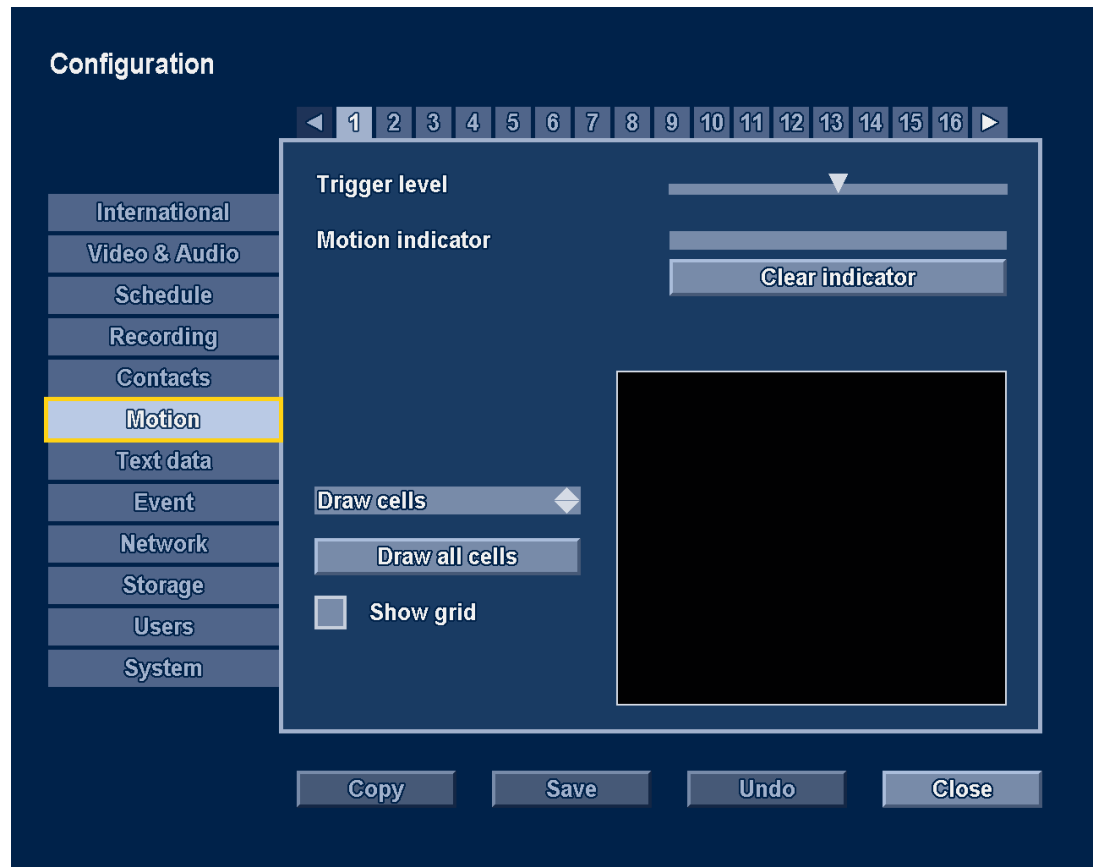 Configuration
1 2 3 4 5 6 7 8 9 10 11 12 13 14 15 16
International
Video & Audio
Schedule
Recording
Contacts
Motion
Text data
Event
Network
Storage
Users
System
Trigger level
Motion indicator
Clear indicator
Draw cells
Draw all cells
Show grid
Copy Save Undo Close